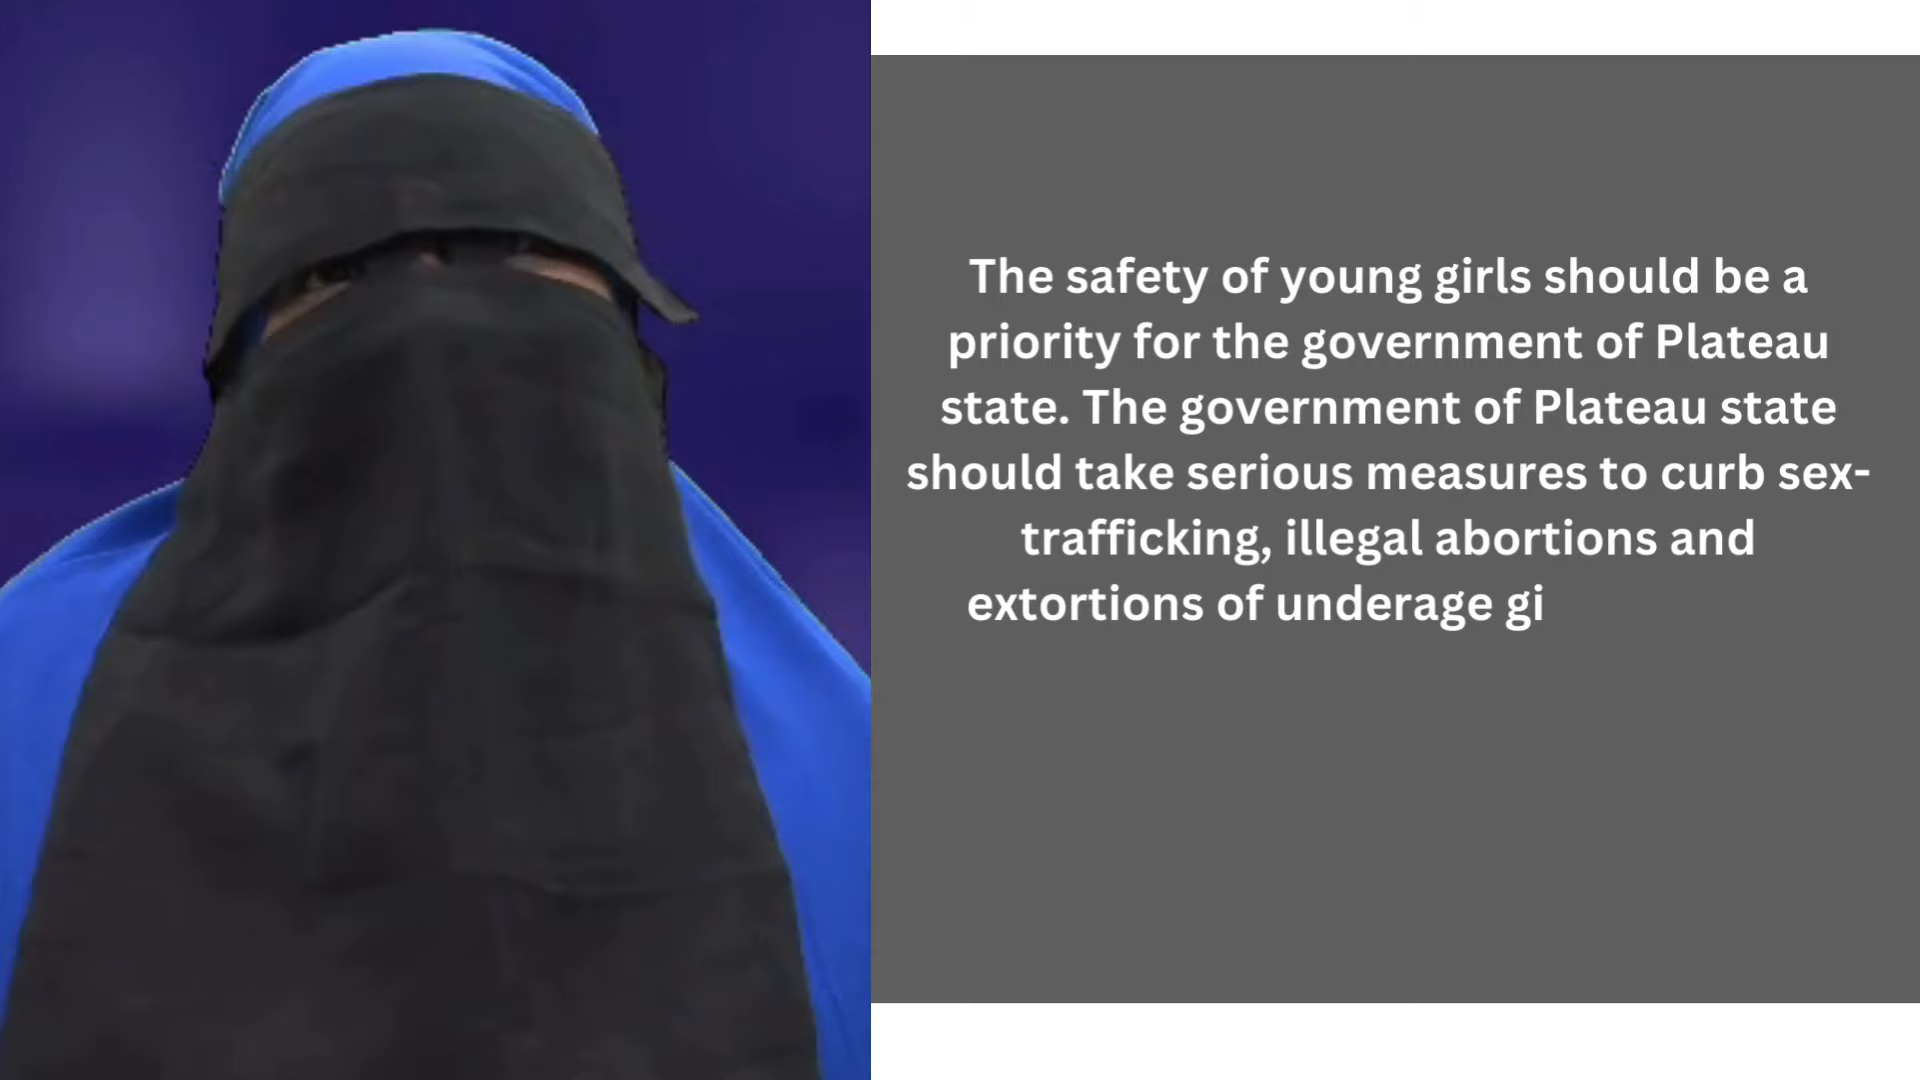 The safety of young girls should be a
priority for the government of Plateau
state. The government of Plateau state
should take serious measures to curb sex-
trafficking, illegal abortions and
extortions of underage gi